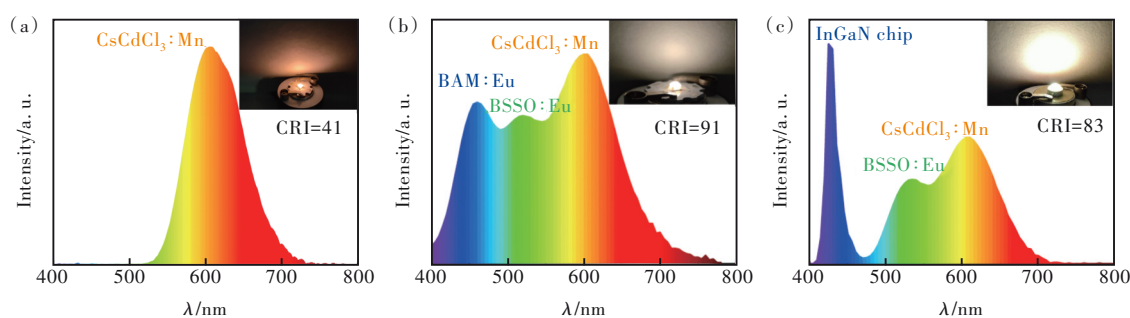 (a)
CsCdCl₃:Mn
CRI=41
Intensity/a. u.
400 500 600 700 800
λ/nm
(b)
CsCdCl₃:Mn
BAM:Eu
BSSO:Eu
CRI=91
Intensity/a. u.
400 500 600 700 800
λ/nm
(c)
InGaN chip
CsCdCl₃:Mn
CRI=83
BSSO:Eu
Intensity/a. u.
400 500 600 700 800
λ/nm